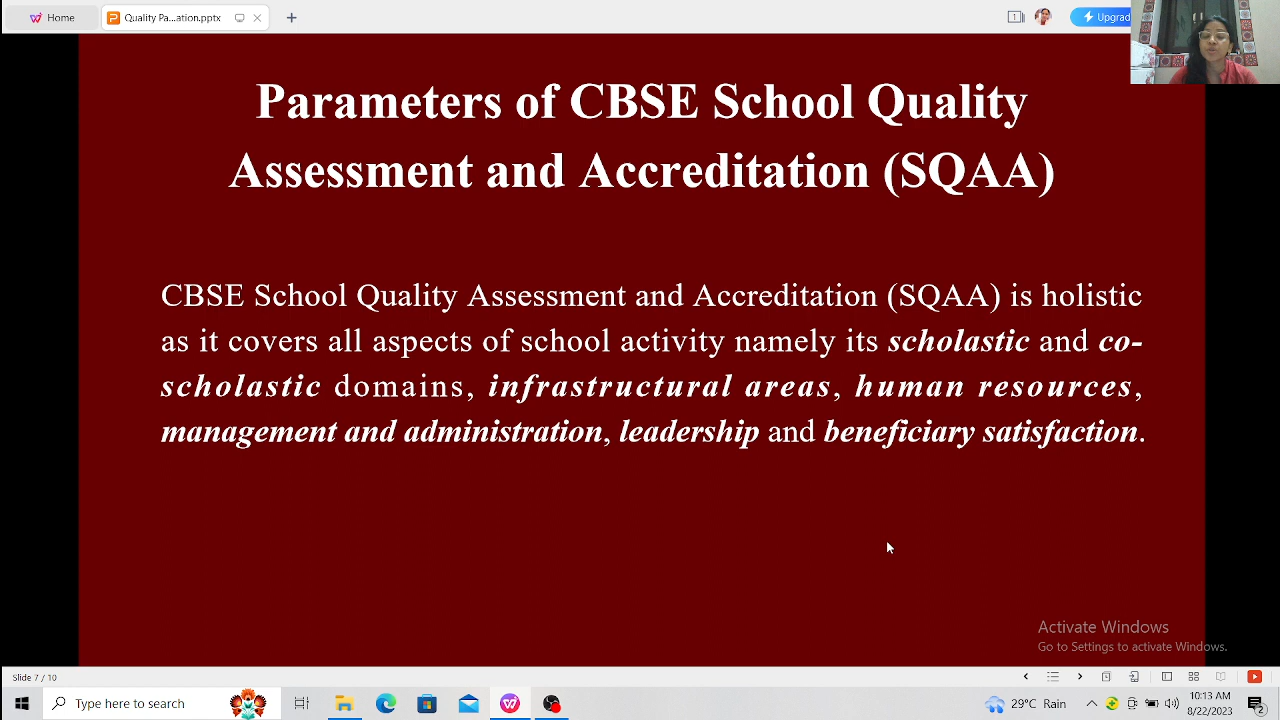 Home
Quality Pa...ation.pptx
Upgrad
Parameters of CBSE School Quality
Assessment and Accreditation (SQAA)
CBSE School Quality Assessment and Accreditation (SQAA) is holistic
as it covers all aspects of school activity namely its scholastic and co-
scholastic domains, infrastructural areas, human resources,
management and administration, leadership and beneficiary satisfaction.
Activate Windows
Go to Settings to activate Windows.
Slide 7 / 10
Type here to search
29°C Rain
10:13 AM
8/22/2023
2